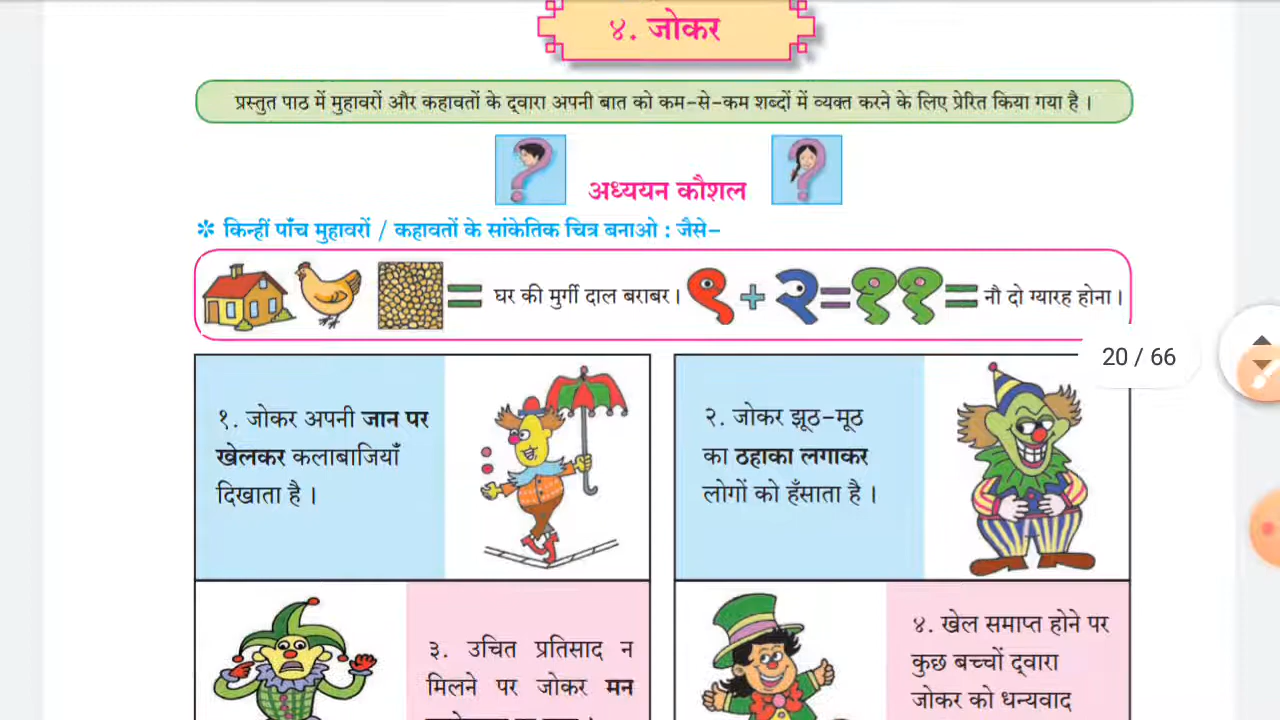 ४. जोकर
प्रस्तुत पाठ में मुहावरों और कहावतों के द्‌वारा अपनी बात को कम-से-कम शब्दों में व्यक्त करने के लिए प्रेरित किया गया है ।
अध्ययन कौशल
* किन्हीं पाँच मुहावरों / कहावतों के सांकेतिक चित्र बनाओ : जैसे-
= घर की मुर्गी दाल बराबर । १ + २ = ११ = नौ दो ग्यारह होना ।
20 / 66
१. जोकर अपनी जान पर
खेलकर कलाबाजियाँ
दिखाता है ।
२. जोकर झूठ-मूठ
का ठहाका लगाकर
लोगों को हँसाता है ।
३. उचित प्रतिसाद न
मिलने पर जोकर मन
४. खेल समाप्त होने पर
कुछ बच्चों द्‌वारा
जोकर को धन्यवाद